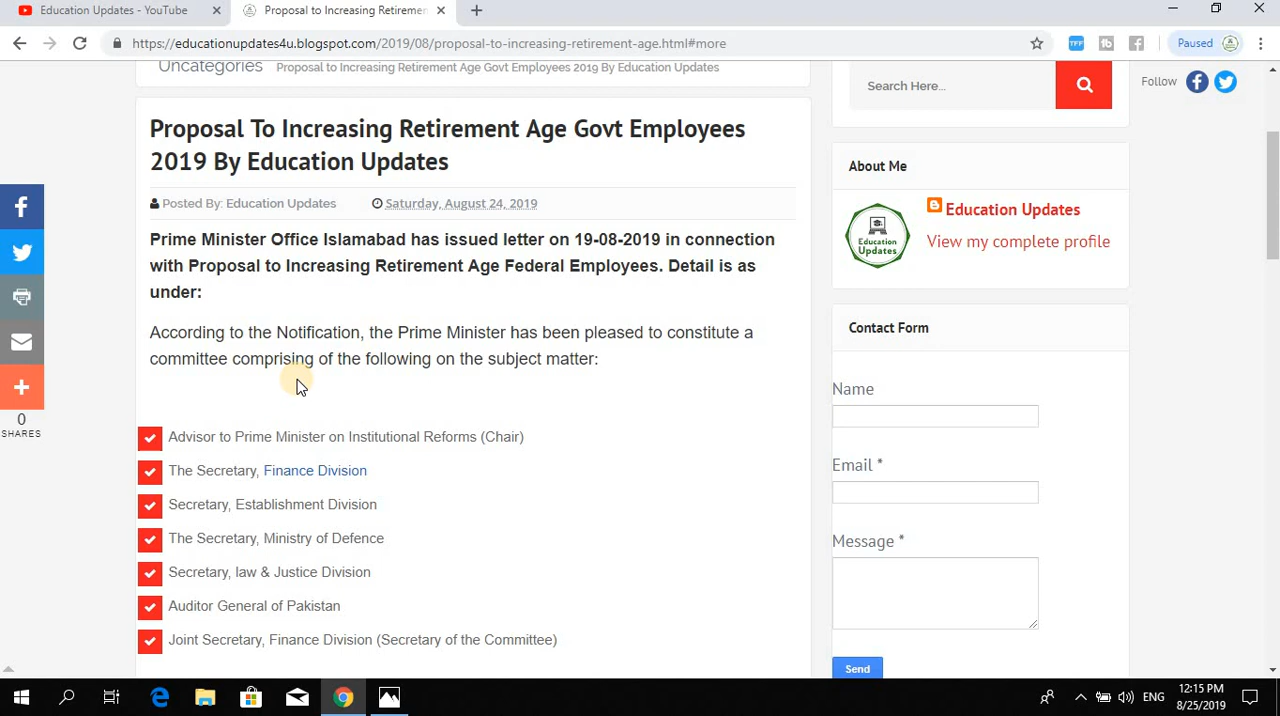 Education Updates - YouTube
Proposal to Increasing Retiremen
https://educationupdates4u.blogspot.com/2019/08/proposal-to-increasing-retirement-age.html#more
TFF
Paused
Uncategories
Proposal to Increasing Retirement Age Govt Employees 2019 By Education Updates
Search Here...
Follow
Proposal To Increasing Retirement Age Govt Employees
2019 By Education Updates
Posted By: Education Updates
Saturday, August 24, 2019
Prime Minister Office Islamabad has issued letter on 19-08-2019 in connection
with Proposal to Increasing Retirement Age Federal Employees. Detail is as
under:
According to the Notification, the Prime Minister has been pleased to constitute a
committee comprising of the following on the subject matter:
Advisor to Prime Minister on Institutional Reforms (Chair)
The Secretary, Finance Division
Secretary, Establishment Division
The Secretary, Ministry of Defence
Secretary, law & Justice Division
Auditor General of Pakistan
Joint Secretary, Finance Division (Secretary of the Committee)
0
SHARES
About Me
Education
Updates
Education Updates
View my complete profile
Contact Form
Name
Email *
Message *
Send
ENG
12:15 PM
8/25/2019